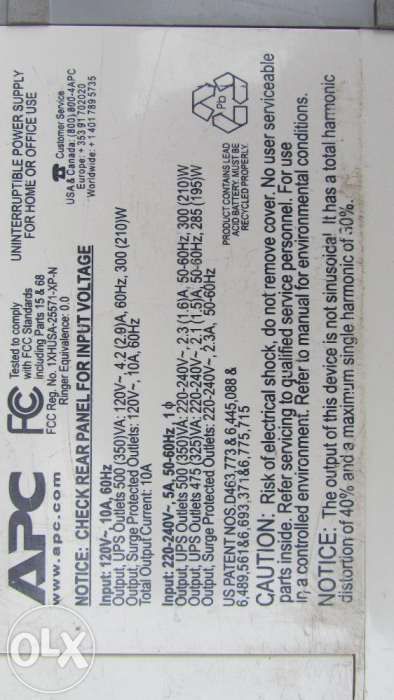 APC
www.apc.com
FC
Tested to comply
with FCC Standards
Including Parts 15 & 68
FCC Reg. No. 1XHUSA-25571-XP-N
Ringer Equivalence: 0.0
UNINTERRUPTIBLE POWER SUPPLY
FOR HOME OR OFFICE USE
Customer Service
USA & Canada: (800) 800-4APC
Europe: + 353 91 702020
Worldwide: + 1 401 789 5735
NOTICE: CHECK REAR PANEL FOR INPUT VOLTAGE
Input: 120V~, 10A, 60Hz
Output, UPS Outlets 500 (350)VA: 120V~, 4.2 (2.9)A, 60Hz, 300 (210)W
Output, Surge Protected Outlets: 120V~, 10A, 60Hz
Total Output Current: 10A
Input: 220-240V~, 5A, 50-60Hz, 1 ϕ
Output, UPS Outlets 500 (350)VA: 220-240V~, 2.3 (1.6)A, 50-60Hz, 300 (210)W
Output, UPS Outlets 475 (325)VA: 220-240V~, 2.1 (1.5)A, 50-60Hz, 285 (195)W
Output, Surge Protected Outlets: 220-240V~, 2.3A, 50-60Hz
US PATENT NOS. D463,773 & 6,445,088 &
6,469,561&6,693,371&6,775,715
PRODUCT CONTAINS LEAD
ACID BATTERY. MUST BE
RECYCLED PROPERLY.
CAUTION: Risk of electrical shock, do not remove cover. No user serviceable
parts inside. Refer servicing to qualified service personnel. For use
in a controlled environment. Refer to manual for environmental conditions.
NOTICE: The output of this device is not sinusoidal. It has a total harmonic
distortion of 40% and a maximum single harmonic of 30%.
OLX